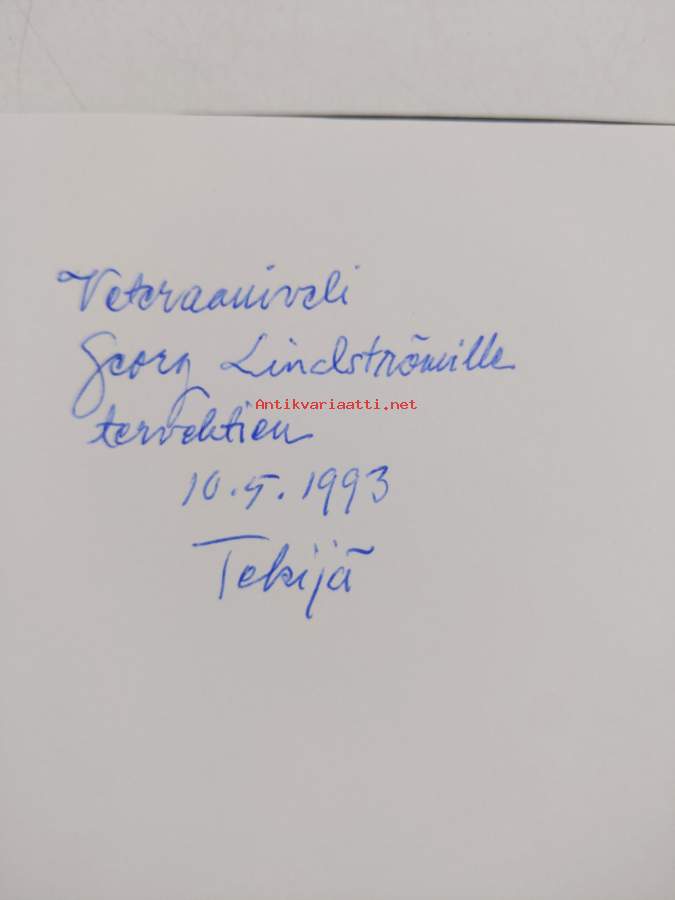 Veteraaniveli
Georg Lindströmille
Antikvariaatti.net
tervehtien
10.5.1993
Tekijä